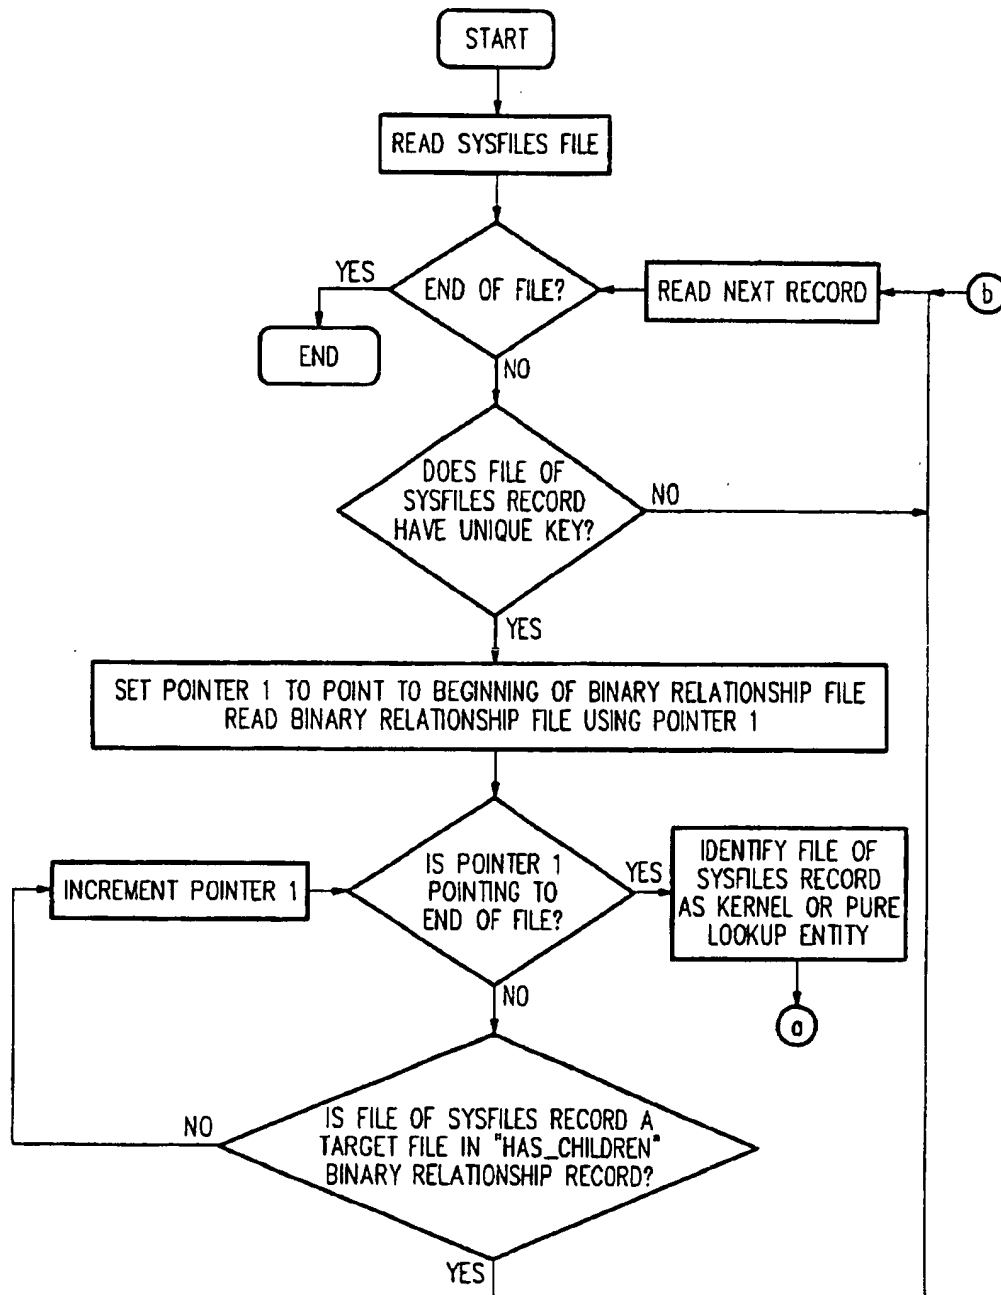 START
READ SYSFILES FILE
YES
END OF FILE?
READ NEXT RECORD
b
END
NO
DOES FILE OF
SYSFILES RECORD
HAVE UNIQUE KEY?
NO
YES
SET POINTER 1 TO POINT TO BEGINNING OF BINARY RELATIONSHIP FILE
READ BINARY RELATIONSHIP FILE USING POINTER 1
INCREMENT POINTER 1
IS POINTER 1
POINTING TO
END OF FILE?
YES
IDENTIFY FILE OF
SYSFILES RECORD
AS KERNEL OR PURE
LOOKUP ENTITY
NO
a
NO
IS FILE OF SYSFILES RECORD A
TARGET FILE IN "HAS_CHILDREN"
BINARY RELATIONSHIP RECORD?
YES